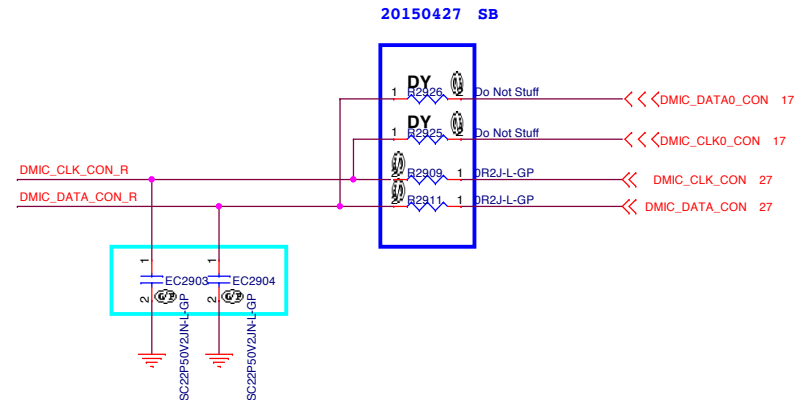 20150427 SB
DY
1 R2926 2 Do Not Stuff
DMIC_DATA0_CON 17
DY
1 R2925 2 Do Not Stuff
DMIC_CLK0_CON 17
DMIC_CLK_CON_R
2 R2909 1 0R2J-L-GP
DMIC_CLK_CON 27
DMIC_DATA_CON_R
2 R2911 1 0R2J-L-GP
DMIC_DATA_CON 27
1
1
EC2903
EC2904
2
2
SC22P50V2JN-L-GP
SC22P50V2JN-L-GP